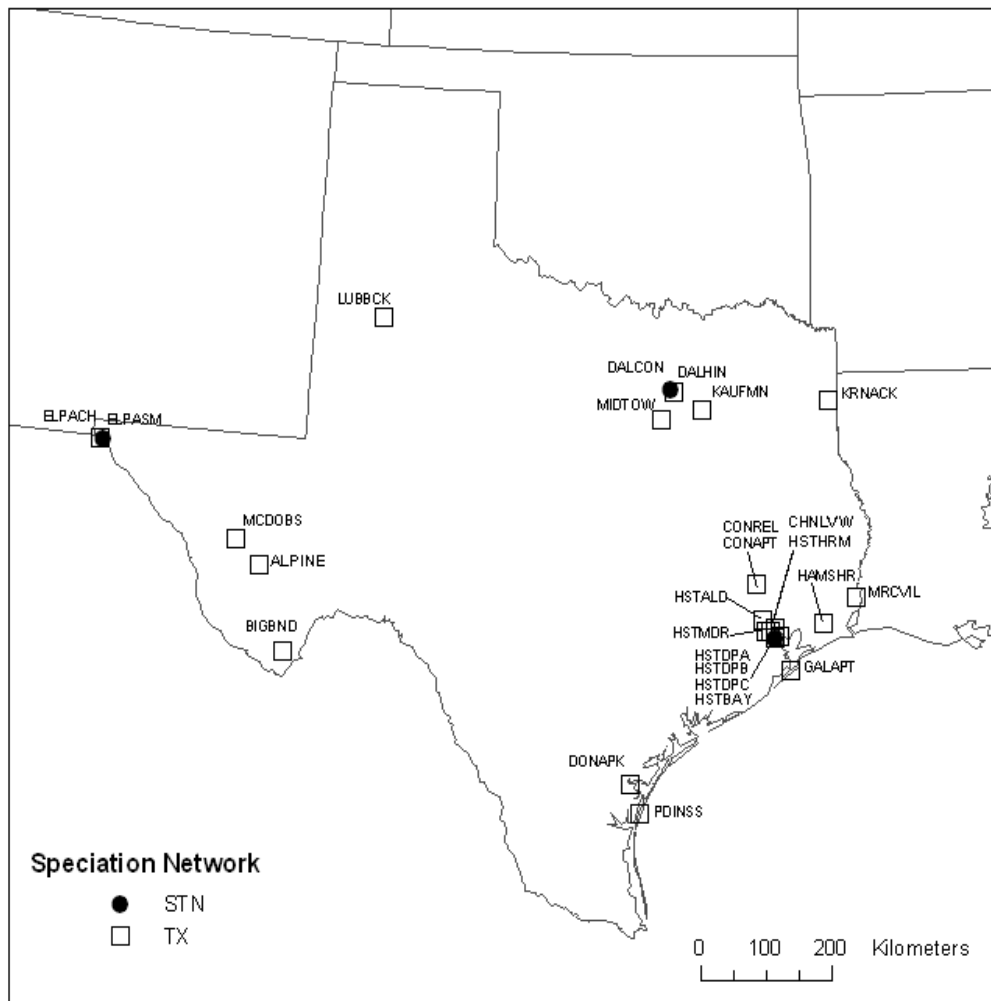 LUBBCK
DALCON
DALHIN
MIDTOW
KAUFMN
KRNACK
ELPACH
ELPASM
MCDOBS
ALPINE
BIGBND
CONREL
CONAPT
CHNLVW
HSTHRM
HAMSHR
MRCVIL
HSTALD
HSTMDR
HSTDPA
HSTDPB
HSTDPC
HSTBAY
GALAPT
DONAPK
PDINSS
Speciation Network
STN
TX
0 100 200 Kilometers